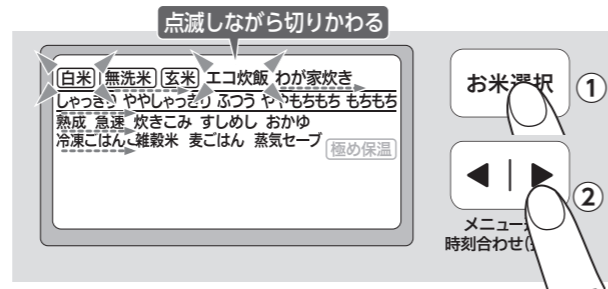 点滅しながら切りかわる
白米 無洗米 玄米 エコ炊飯 わが家炊き
しゃっきり ややしゃっきり ふつう ややもちもち もちもち
熟成 急速 炊きこみ すしめし おかゆ
冷凍ごはん 雑穀米 麦ごはん 蒸気セーブ
極め保温
お米選択
①
◀ | ▶
②
メニュー
時刻合わせ